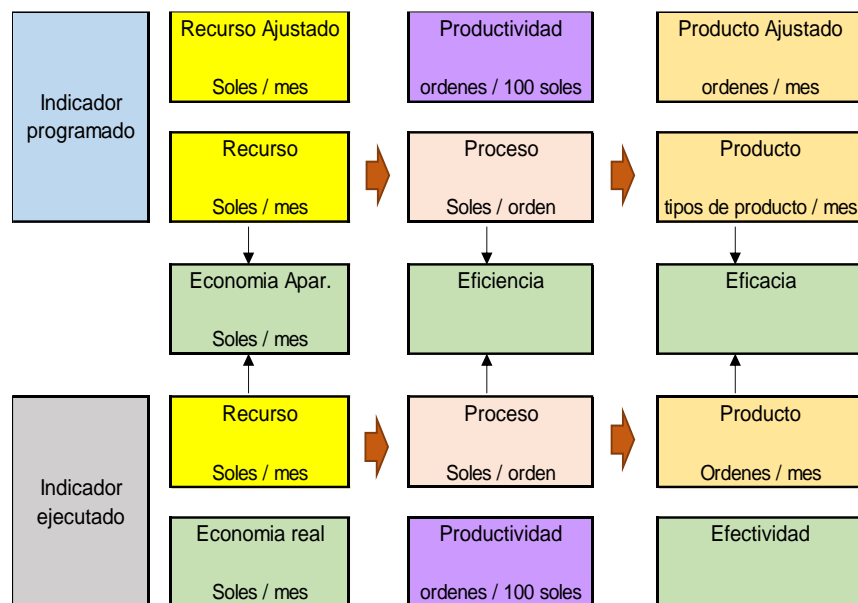 Recurso Ajustado
Soles / mes
Productividad
ordenes / 100 soles
Producto Ajustado
ordenes / mes
Indicador
programado
Recurso
Soles / mes
Proceso
Soles / orden
Producto
tipos de producto / mes
Economia Apar.
Soles / mes
Eficiencia
Eficacia
Indicador
ejecutado
Recurso
Soles / mes
Proceso
Soles / orden
Producto
Ordenes / mes
Economia real
Soles / mes
Productividad
ordenes / 100 soles
Efectividad